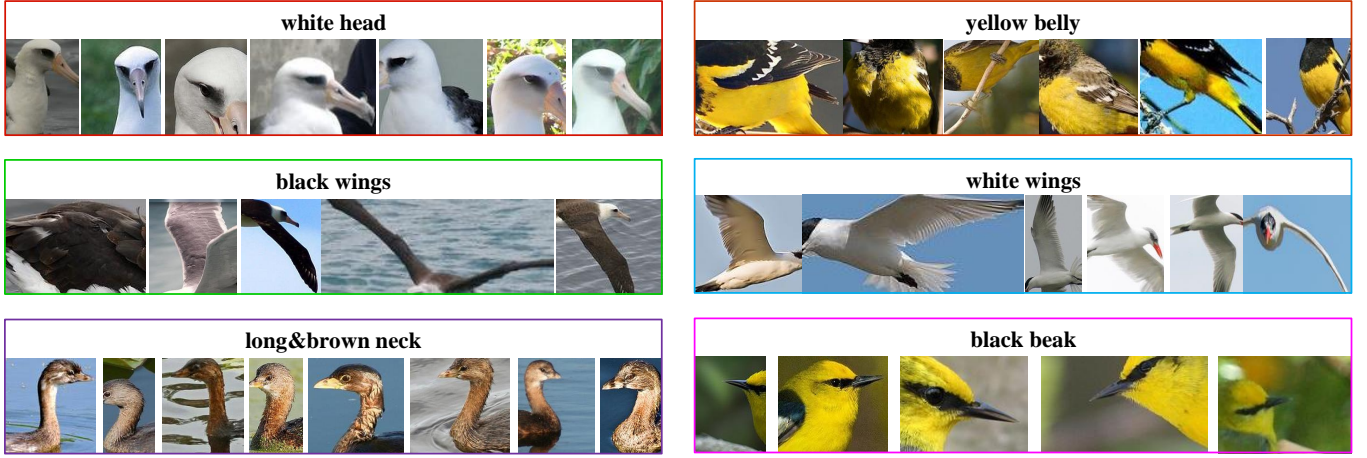 white head
yellow belly
black wings
white wings
long&brown neck
black beak